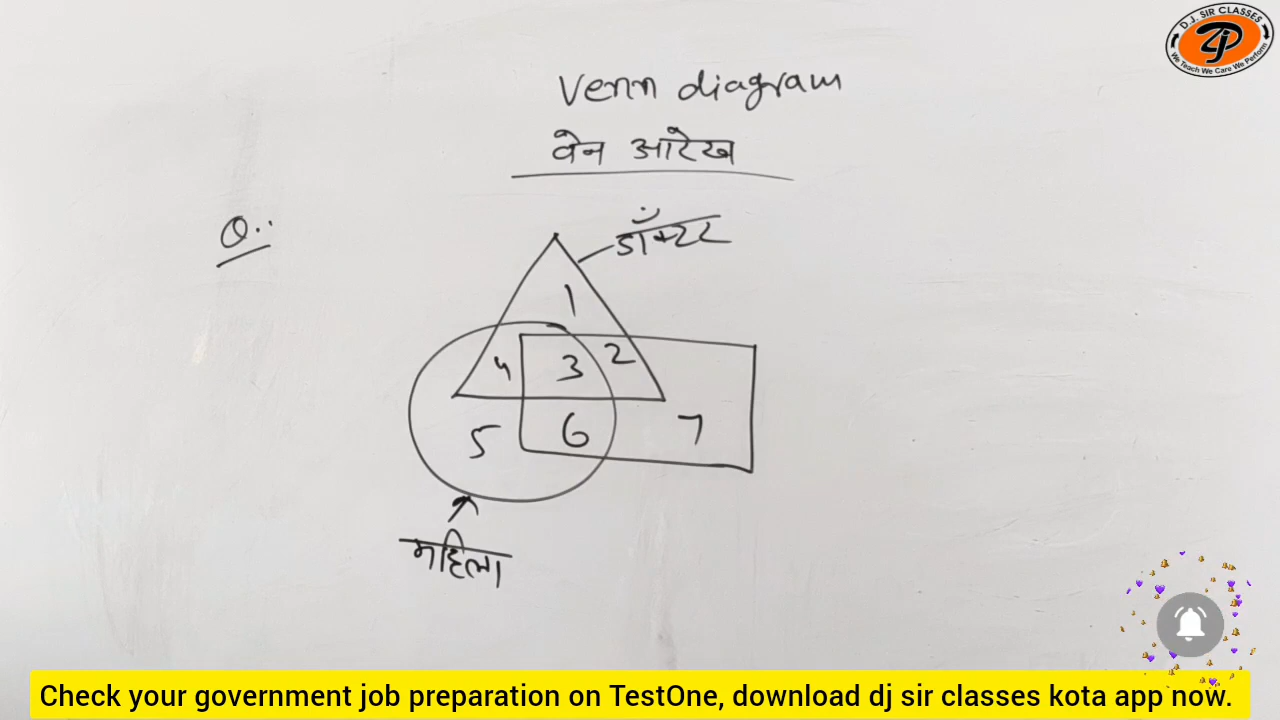 D.J. SIR CLASSES
Dj
We Teach We Care We Perform
Venn diagram
वेन आरेख
Q.
डॉक्टर
1
4 3 2
5 6 7
महिला
Check your government job preparation on TestOne, download dj sir classes kota app now.